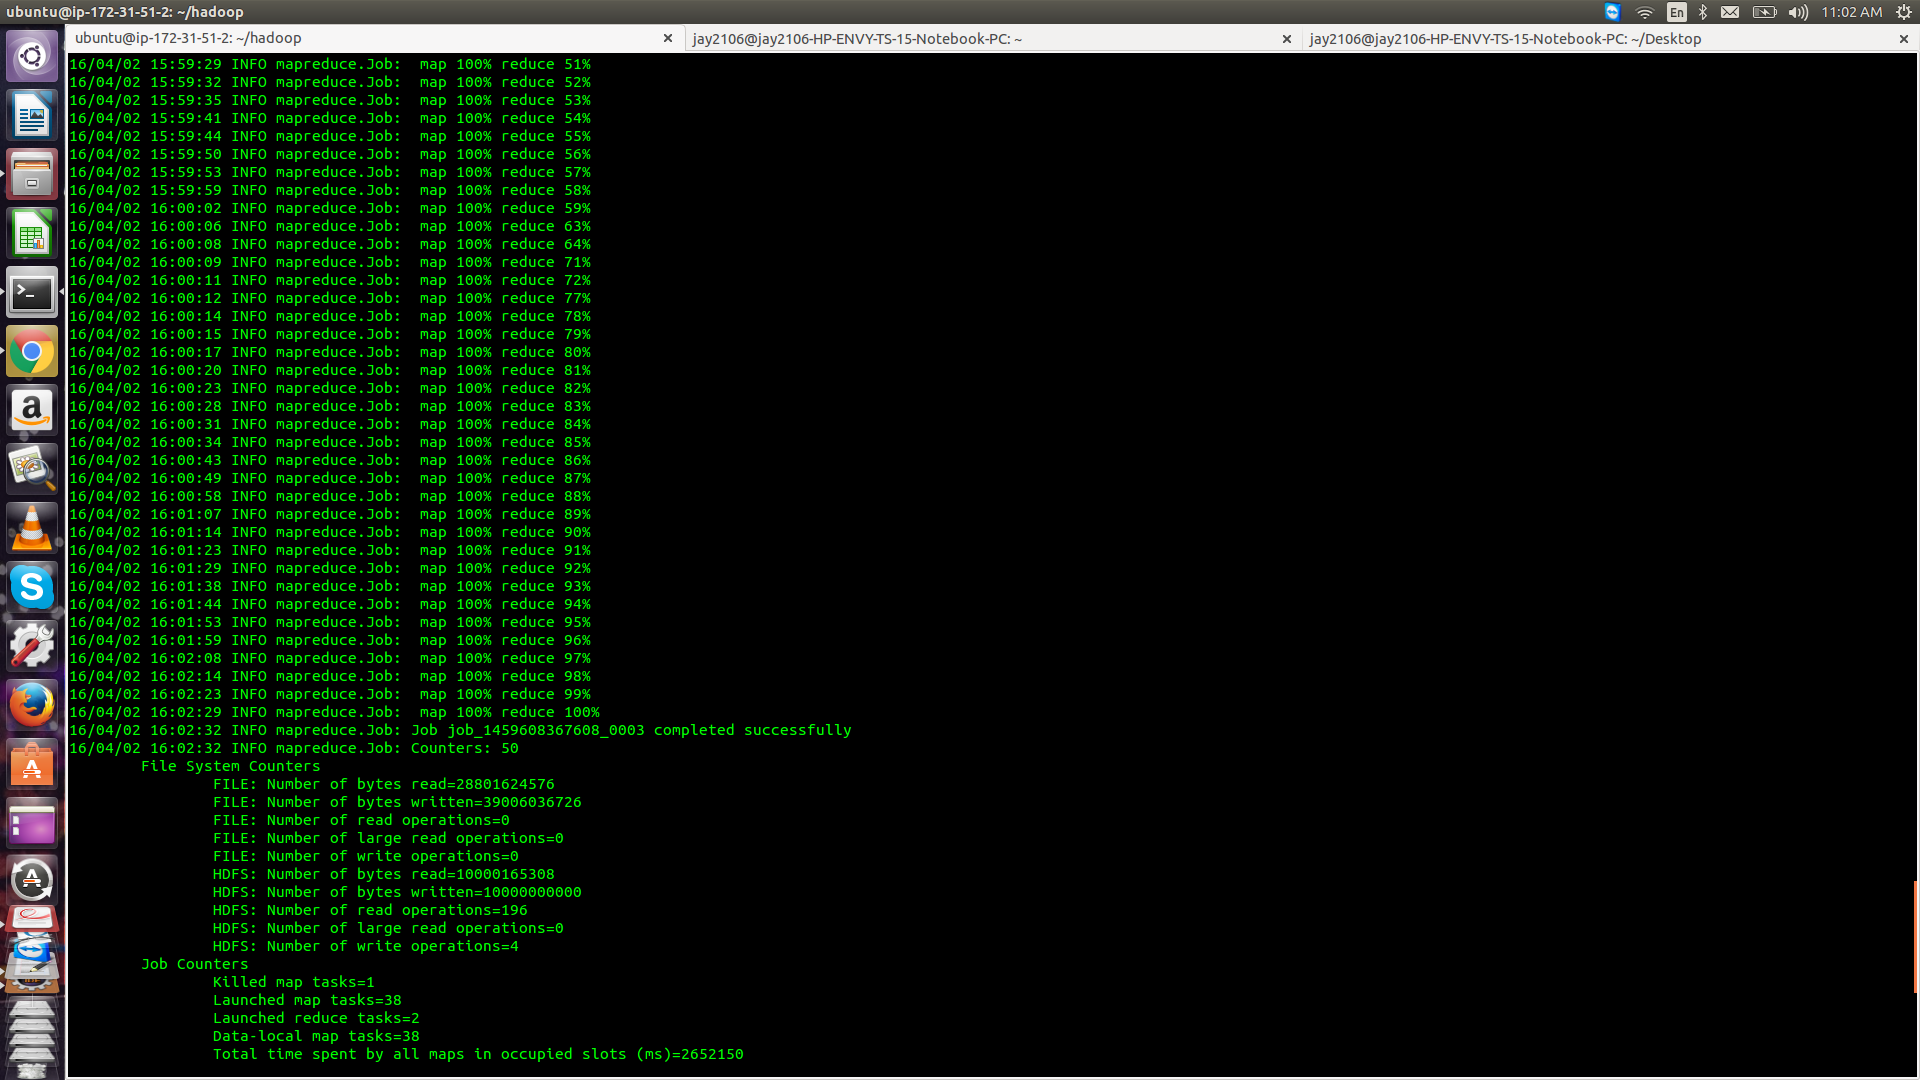 ubuntu@ip-172-31-51-2: ~/hadoop
En
11:02 AM
ubuntu@ip-172-31-51-2: ~/hadoop
jay2106@jay2106-HP-ENVY-TS-15-Notebook-PC: ~
jay2106@jay2106-HP-ENVY-TS-15-Notebook-PC: ~/Desktop
16/04/02 15:59:29 INFO mapreduce.Job:  map 100% reduce 51%
16/04/02 15:59:32 INFO mapreduce.Job:  map 100% reduce 52%
16/04/02 15:59:35 INFO mapreduce.Job:  map 100% reduce 53%
16/04/02 15:59:41 INFO mapreduce.Job:  map 100% reduce 54%
16/04/02 15:59:44 INFO mapreduce.Job:  map 100% reduce 55%
16/04/02 15:59:50 INFO mapreduce.Job:  map 100% reduce 56%
16/04/02 15:59:53 INFO mapreduce.Job:  map 100% reduce 57%
16/04/02 15:59:59 INFO mapreduce.Job:  map 100% reduce 58%
16/04/02 16:00:02 INFO mapreduce.Job:  map 100% reduce 59%
16/04/02 16:00:06 INFO mapreduce.Job:  map 100% reduce 63%
16/04/02 16:00:08 INFO mapreduce.Job:  map 100% reduce 64%
16/04/02 16:00:09 INFO mapreduce.Job:  map 100% reduce 71%
16/04/02 16:00:11 INFO mapreduce.Job:  map 100% reduce 72%
16/04/02 16:00:12 INFO mapreduce.Job:  map 100% reduce 77%
16/04/02 16:00:14 INFO mapreduce.Job:  map 100% reduce 78%
16/04/02 16:00:15 INFO mapreduce.Job:  map 100% reduce 79%
16/04/02 16:00:17 INFO mapreduce.Job:  map 100% reduce 80%
16/04/02 16:00:20 INFO mapreduce.Job:  map 100% reduce 81%
16/04/02 16:00:23 INFO mapreduce.Job:  map 100% reduce 82%
16/04/02 16:00:28 INFO mapreduce.Job:  map 100% reduce 83%
16/04/02 16:00:31 INFO mapreduce.Job:  map 100% reduce 84%
16/04/02 16:00:34 INFO mapreduce.Job:  map 100% reduce 85%
16/04/02 16:00:43 INFO mapreduce.Job:  map 100% reduce 86%
16/04/02 16:00:49 INFO mapreduce.Job:  map 100% reduce 87%
16/04/02 16:00:58 INFO mapreduce.Job:  map 100% reduce 88%
16/04/02 16:01:07 INFO mapreduce.Job:  map 100% reduce 89%
16/04/02 16:01:14 INFO mapreduce.Job:  map 100% reduce 90%
16/04/02 16:01:23 INFO mapreduce.Job:  map 100% reduce 91%
16/04/02 16:01:29 INFO mapreduce.Job:  map 100% reduce 92%
16/04/02 16:01:38 INFO mapreduce.Job:  map 100% reduce 93%
16/04/02 16:01:44 INFO mapreduce.Job:  map 100% reduce 94%
16/04/02 16:01:53 INFO mapreduce.Job:  map 100% reduce 95%
16/04/02 16:01:59 INFO mapreduce.Job:  map 100% reduce 96%
16/04/02 16:02:08 INFO mapreduce.Job:  map 100% reduce 97%
16/04/02 16:02:14 INFO mapreduce.Job:  map 100% reduce 98%
16/04/02 16:02:23 INFO mapreduce.Job:  map 100% reduce 99%
16/04/02 16:02:29 INFO mapreduce.Job:  map 100% reduce 100%
16/04/02 16:02:32 INFO mapreduce.Job: Job job_1459608367608_0003 completed successfully
16/04/02 16:02:32 INFO mapreduce.Job: Counters: 50
File System Counters
FILE: Number of bytes read=28801624576
FILE: Number of bytes written=39006036726
FILE: Number of read operations=0
FILE: Number of large read operations=0
FILE: Number of write operations=0
HDFS: Number of bytes read=10000165308
HDFS: Number of bytes written=10000000000
HDFS: Number of read operations=196
HDFS: Number of large read operations=0
HDFS: Number of write operations=4
Job Counters
Killed map tasks=1
Launched map tasks=38
Launched reduce tasks=2
Data-local map tasks=38
Total time spent by all maps in occupied slots (ms)=2652150